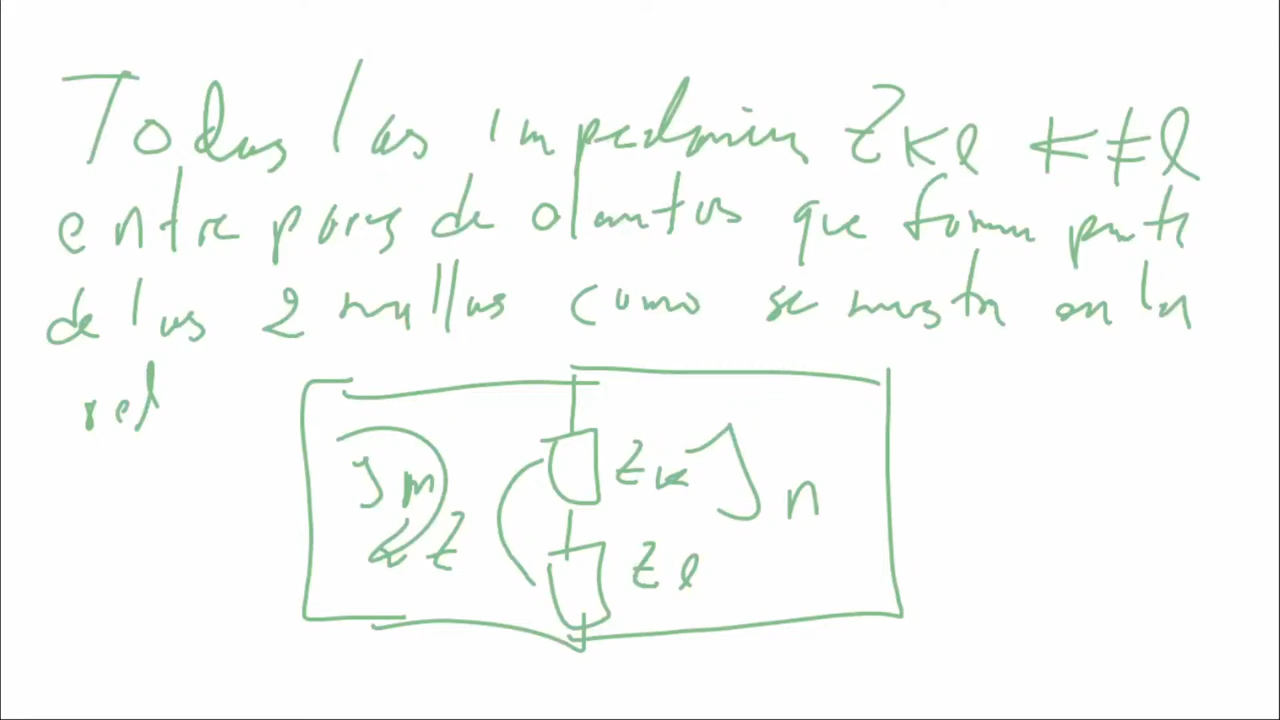 Todas las impedancias Zkl k≠l
entre pares de elementos que forman parte
de las 2 mallas como se muestra en la
red
Jm Zk Jn
Z Zl